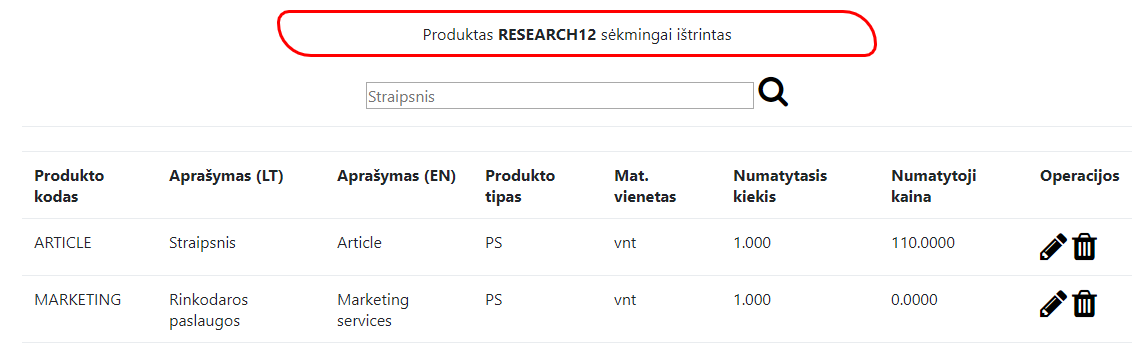 Produktas RESEARCH12 sėkmingai ištrintas
Straipsnis
Produkto kodas Aprašymas (LT) Aprašymas (EN) Produkto tipas Mat. vienetas Numatytasis kiekis Numatytoji kaina Operacijos
ARTICLE Straipsnis Article PS vnt 1.000 110.0000
MARKETING Rinkodaros paslaugos Marketing services PS vnt 1.000 0.0000